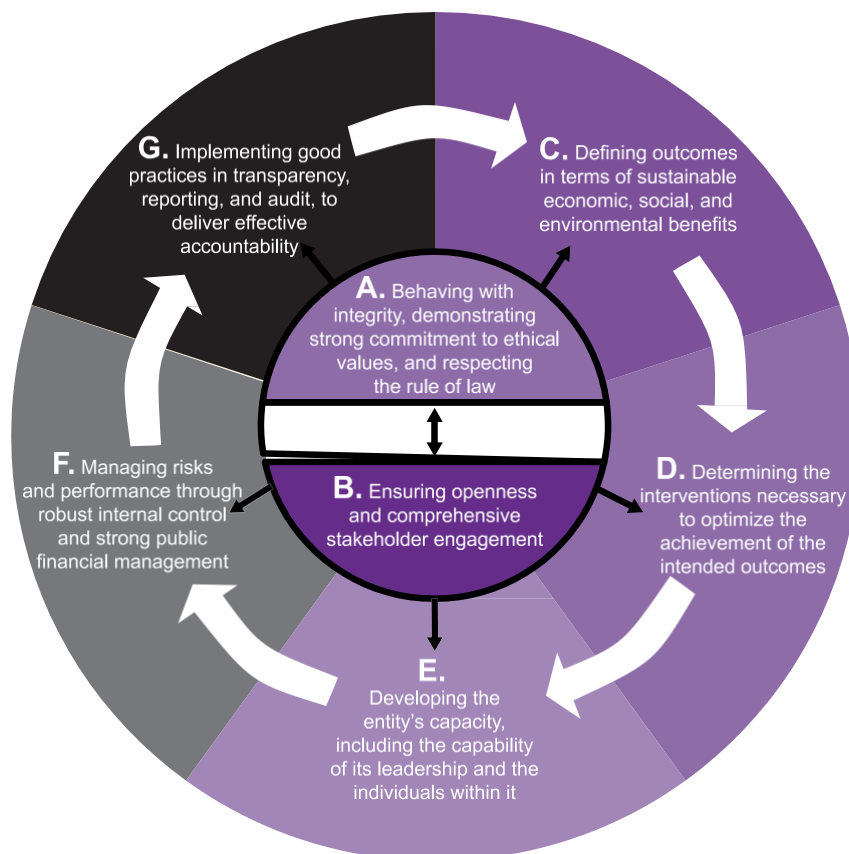 A. Behaving with
integrity, demonstrating
strong commitment to ethical
values, and respecting
the rule of law
B. Ensuring openness
and comprehensive
stakeholder engagement
C. Defining outcomes
in terms of sustainable
economic, social, and
environmental benefits
D. Determining the
interventions necessary
to optimize the
achievement of the
intended outcomes
E.
Developing the
entity's capacity,
including the capability
of its leadership and the
individuals within it
F. Managing risks
and performance through
robust internal control
and strong public
financial management
G. Implementing good
practices in transparency,
reporting, and audit, to
deliver effective
accountability